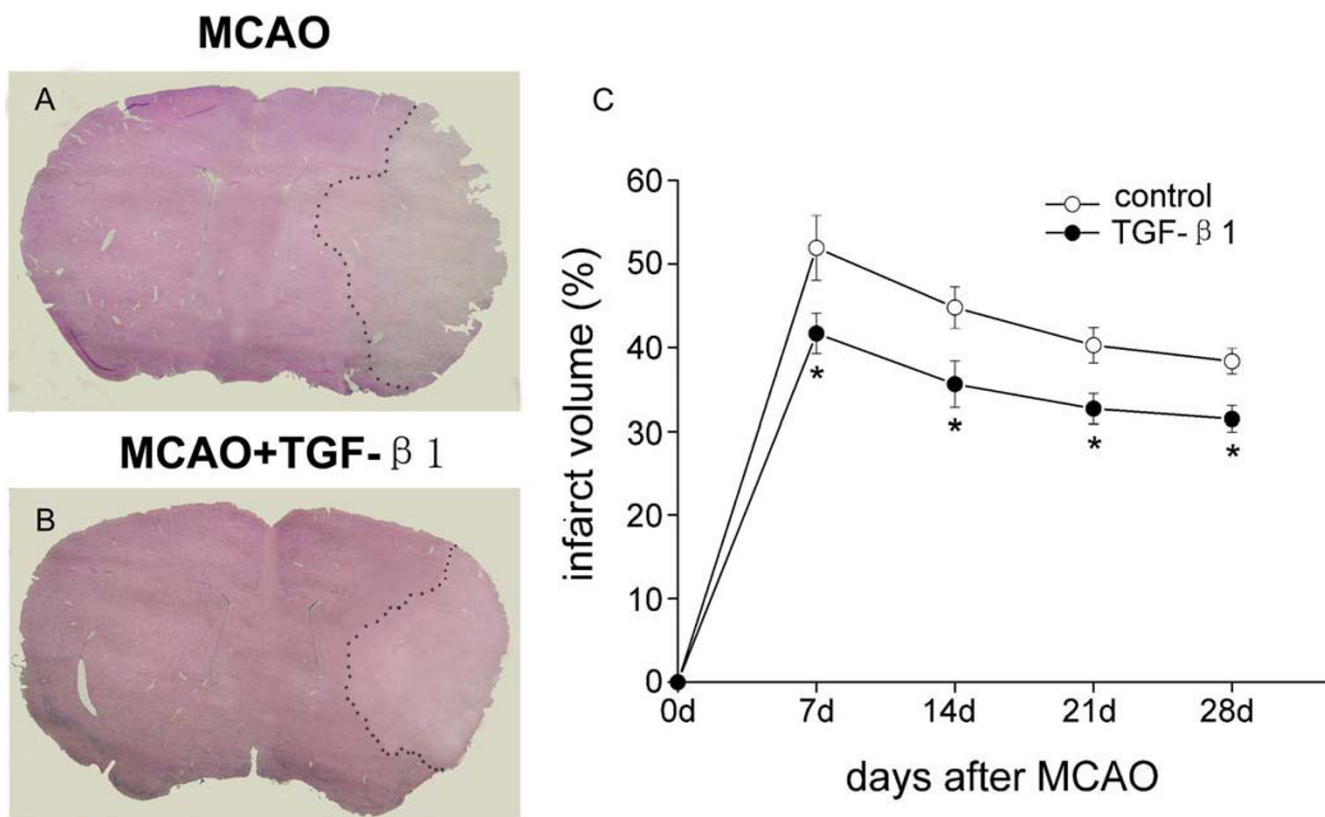 MCAO
A
MCAO+TGF-β1
B
C
60
50
40
30
20
10
0
infarct volume (%)
control
TGF-β1
*
*
*
*
0d 7d 14d 21d 28d
days after MCAO